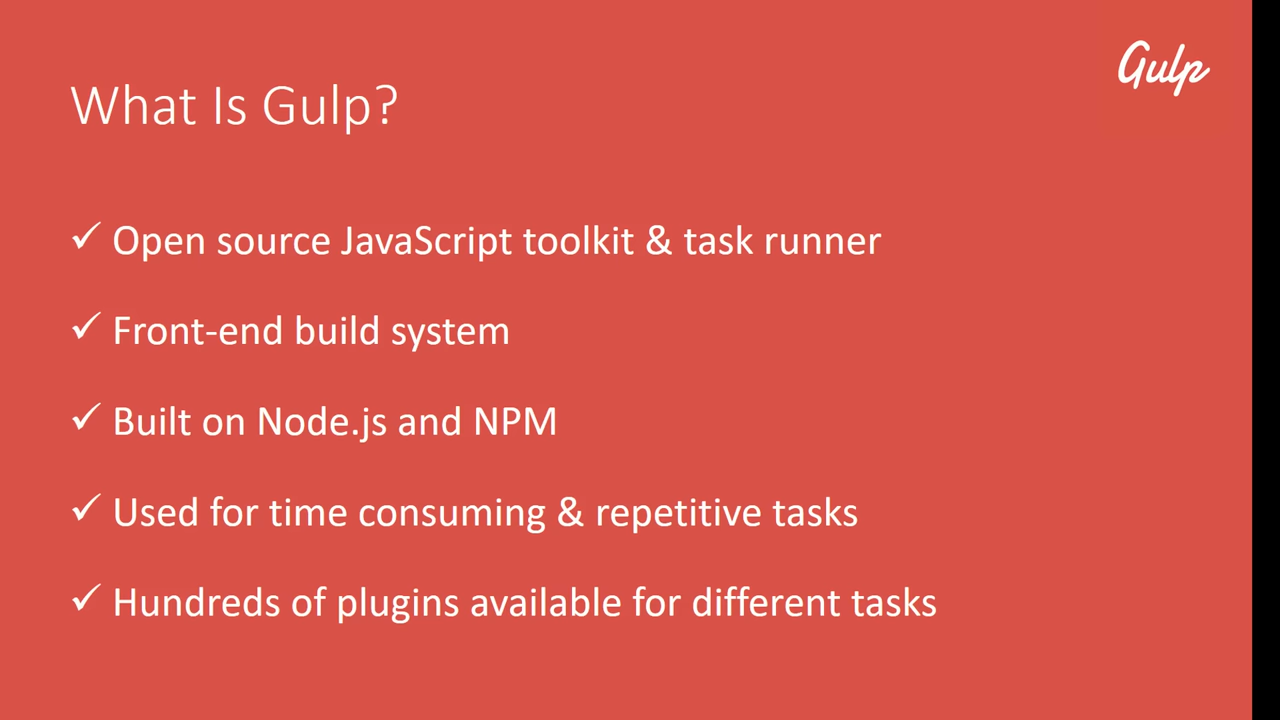 Gulp
What Is Gulp?
✓ Open source JavaScript toolkit & task runner
✓ Front-end build system
✓ Built on Node.js and NPM
✓ Used for time consuming & repetitive tasks
✓ Hundreds of plugins available for different tasks